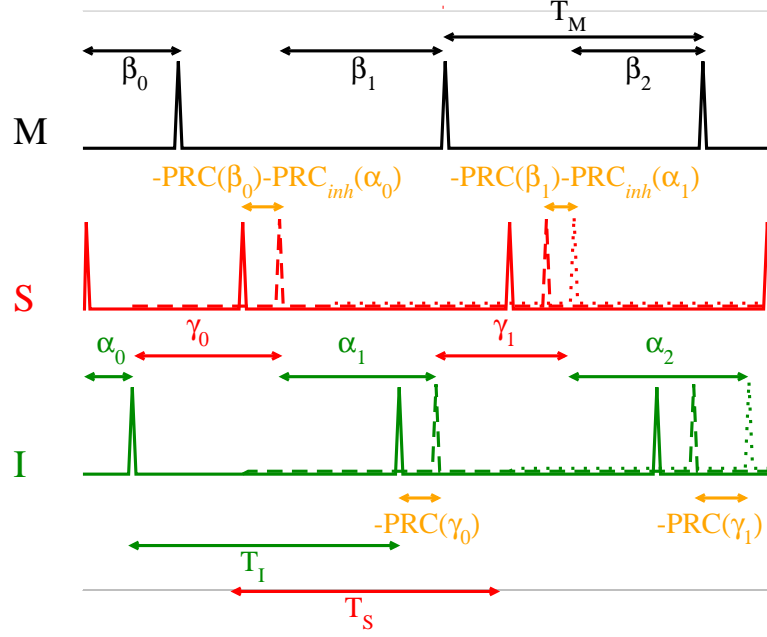 T_M
β_0 β_1 β_2
M
-PRC(β_0)-PRC_inh(α_0) -PRC(β_1)-PRC_inh(α_1)
S
γ_0 γ_1
α_0 α_1 α_2
I
-PRC(γ_0) -PRC(γ_1)
T_I
T_S